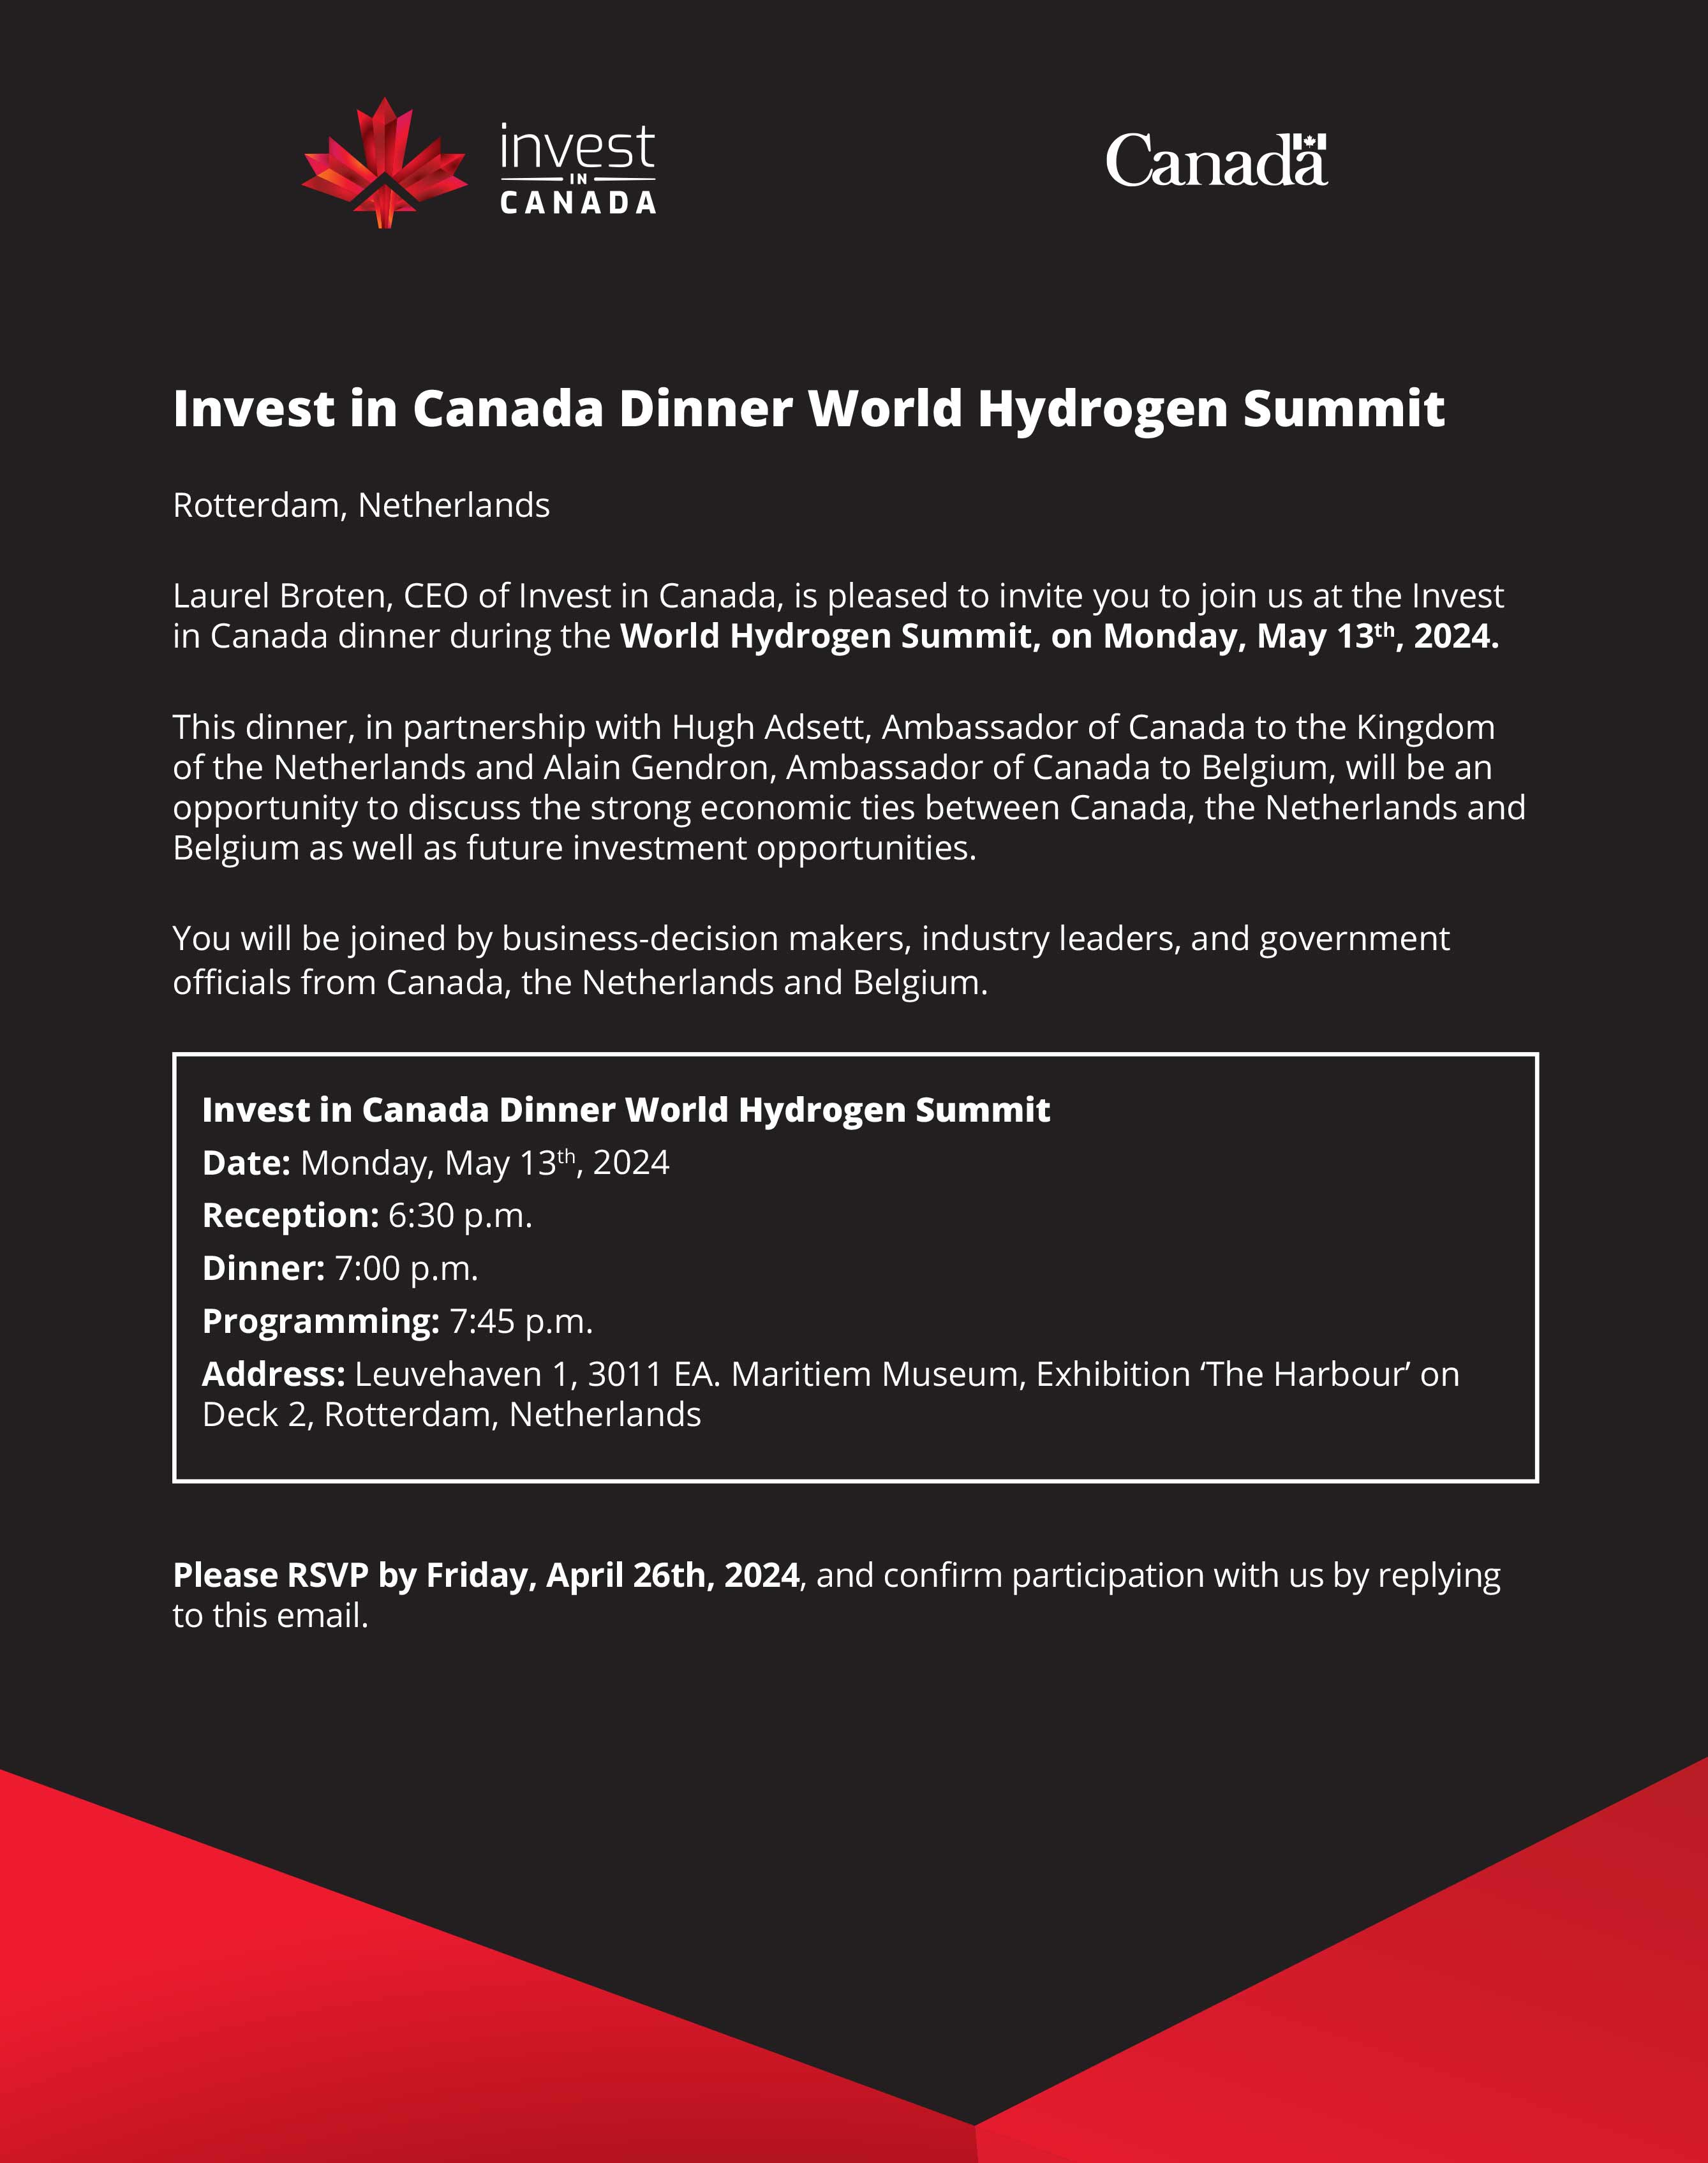 invest
IN
CANADA
Canada
Invest in Canada Dinner World Hydrogen Summit
Rotterdam, Netherlands
Laurel Broten, CEO of Invest in Canada, is pleased to invite you to join us at the Invest
in Canada dinner during the World Hydrogen Summit, on Monday, May 13th, 2024.
This dinner, in partnership with Hugh Adsett, Ambassador of Canada to the Kingdom
of the Netherlands and Alain Gendron, Ambassador of Canada to Belgium, will be an
opportunity to discuss the strong economic ties between Canada, the Netherlands and
Belgium as well as future investment opportunities.
You will be joined by business-decision makers, industry leaders, and government
officials from Canada, the Netherlands and Belgium.
Invest in Canada Dinner World Hydrogen Summit
Date: Monday, May 13th, 2024
Reception: 6:30 p.m.
Dinner: 7:00 p.m.
Programming: 7:45 p.m.
Address: Leuvehaven 1, 3011 EA. Maritiem Museum, Exhibition ‘The Harbour’ on
Deck 2, Rotterdam, Netherlands
Please RSVP by Friday, April 26th, 2024, and confirm participation with us by replying
to this email.